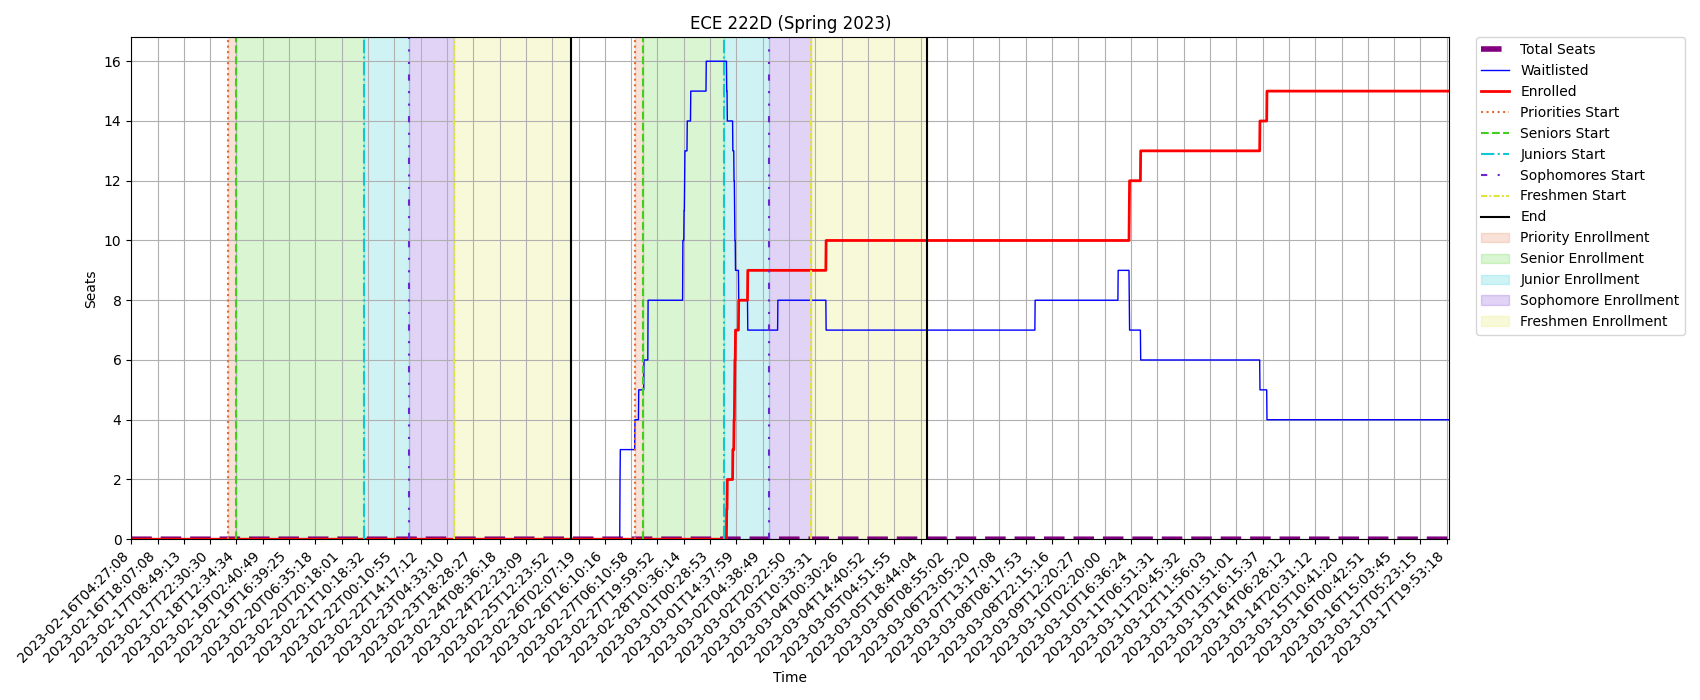 ECE 222D (Spring 2023)
Seats
16
14
12
10
8
6
4
2
0
2023-02-16T04:27:08
2023-02-16T18:07:08
2023-02-17T08:49:13
2023-02-17T22:30:30
2023-02-18T12:34:34
2023-02-19T02:40:49
2023-02-19T16:39:25
2023-02-20T06:35:18
2023-02-20T20:18:01
2023-02-21T10:18:32
2023-02-22T00:10:55
2023-02-22T14:17:12
2023-02-23T04:33:10
2023-02-23T18:28:27
2023-02-24T08:36:18
2023-02-24T22:23:09
2023-02-25T12:23:52
2023-02-26T02:07:19
2023-02-26T16:10:16
2023-02-27T06:10:58
2023-02-27T19:59:52
2023-02-28T10:36:14
2023-03-01T00:28:53
2023-03-01T14:37:59
2023-03-02T04:38:49
2023-03-02T20:22:50
2023-03-03T10:33:31
2023-03-04T00:30:26
2023-03-04T14:40:52
2023-03-05T04:51:55
2023-03-05T18:44:04
2023-03-06T08:55:02
2023-03-06T23:05:20
2023-03-07T13:17:08
2023-03-08T08:17:53
2023-03-08T22:15:16
2023-03-09T12:20:27
2023-03-10T02:20:00
2023-03-10T16:36:24
2023-03-11T06:51:31
2023-03-11T20:45:32
2023-03-12T11:56:03
2023-03-13T01:51:01
2023-03-13T16:15:37
2023-03-14T06:28:12
2023-03-14T20:31:12
2023-03-15T10:41:20
2023-03-16T00:42:51
2023-03-16T15:03:45
2023-03-17T05:23:15
2023-03-17T19:53:18
Time
Total Seats
Waitlisted
Enrolled
Priorities Start
Seniors Start
Juniors Start
Sophomores Start
Freshmen Start
End
Priority Enrollment
Senior Enrollment
Junior Enrollment
Sophomore Enrollment
Freshmen Enrollment